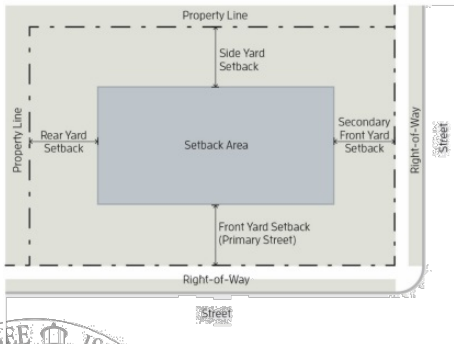 Property Line
Side Yard
Setback
Property Line
Rear Yard
Setback
Setback Area
Secondary
Front Yard
Setback
Right-of-Way
Street
Front Yard Setback
(Primary Street)
Right-of-Way
Street